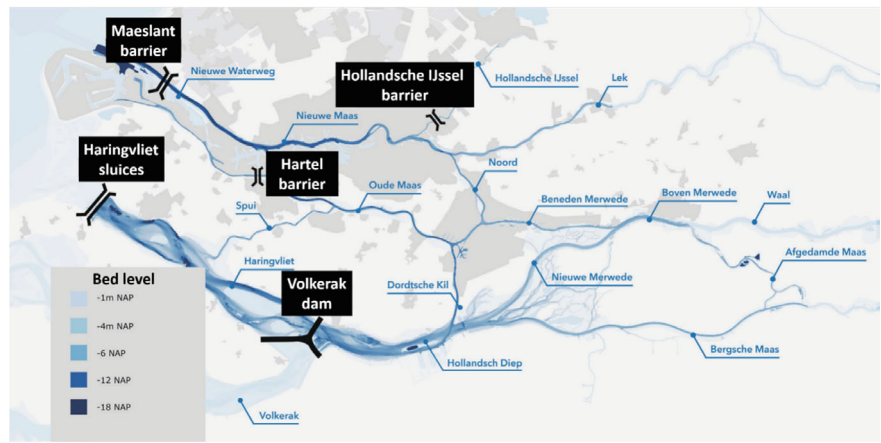 Maeslant
barrier
Nieuwe Waterweg
Hollandsche IJssel
barrier
Hollandsche IJssel
Lek
Nieuwe Maas
Haringvliet
sluices
Hartel
barrier
Noord
Oude Maas
Spui
Beneden Merwede
Boven Merwede
Waal
Afgedamde Maas
Haringvliet
Volkerak
dam
Dordtsche Kil
Nieuwe Merwede
Bergsche Maas
Hollandsch Diep
Volkerak
Bed level
-1m NAP
-4m NAP
-6 NAP
-12 NAP
-18 NAP